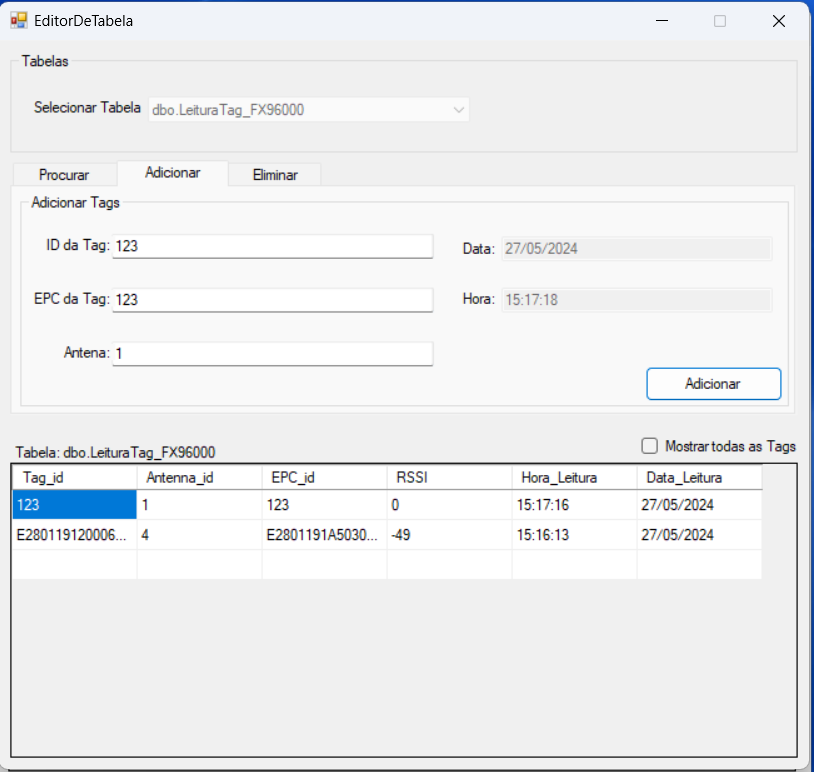 EditorDeTabela
Tabelas
Selecionar Tabela dbo.LeituraTag_FX96000
Procurar Adicionar Eliminar
Adicionar Tags
ID da Tag: 123 Data: 27/05/2024
EPC da Tag: 123 Hora: 15:17:18
Antena: 1
Adicionar
Tabela: dbo.LeituraTag_FX96000 Mostrar todas as Tags
Tag_id Antenna_id EPC_id RSSI Hora_Leitura Data_Leitura
123 1 123 0 15:17:16 27/05/2024
E280119120006... 4 E2801191A5030... -49 15:16:13 27/05/2024